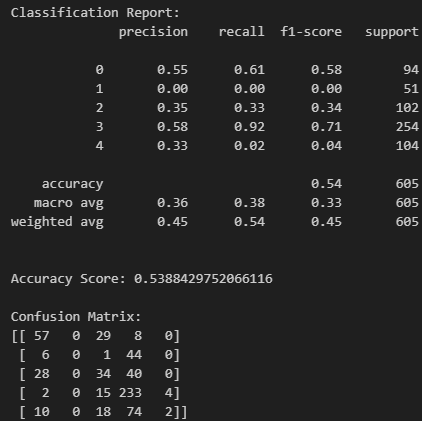 Classification Report:
              precision    recall  f1-score   support

           0       0.55      0.61      0.58        94
           1       0.00      0.00      0.00        51
           2       0.35      0.33      0.34       102
           3       0.58      0.92      0.71       254
           4       0.33      0.02      0.04       104

    accuracy                           0.54       605
   macro avg       0.36      0.38      0.33       605
weighted avg       0.45      0.54      0.45       605


Accuracy Score: 0.5388429752066116

Confusion Matrix:
[[ 57   0  29   8   0]
 [  6   0   1  44   0]
 [ 28   0  34  40   0]
 [  2   0  15 233   4]
 [ 10   0  18  74   2]]